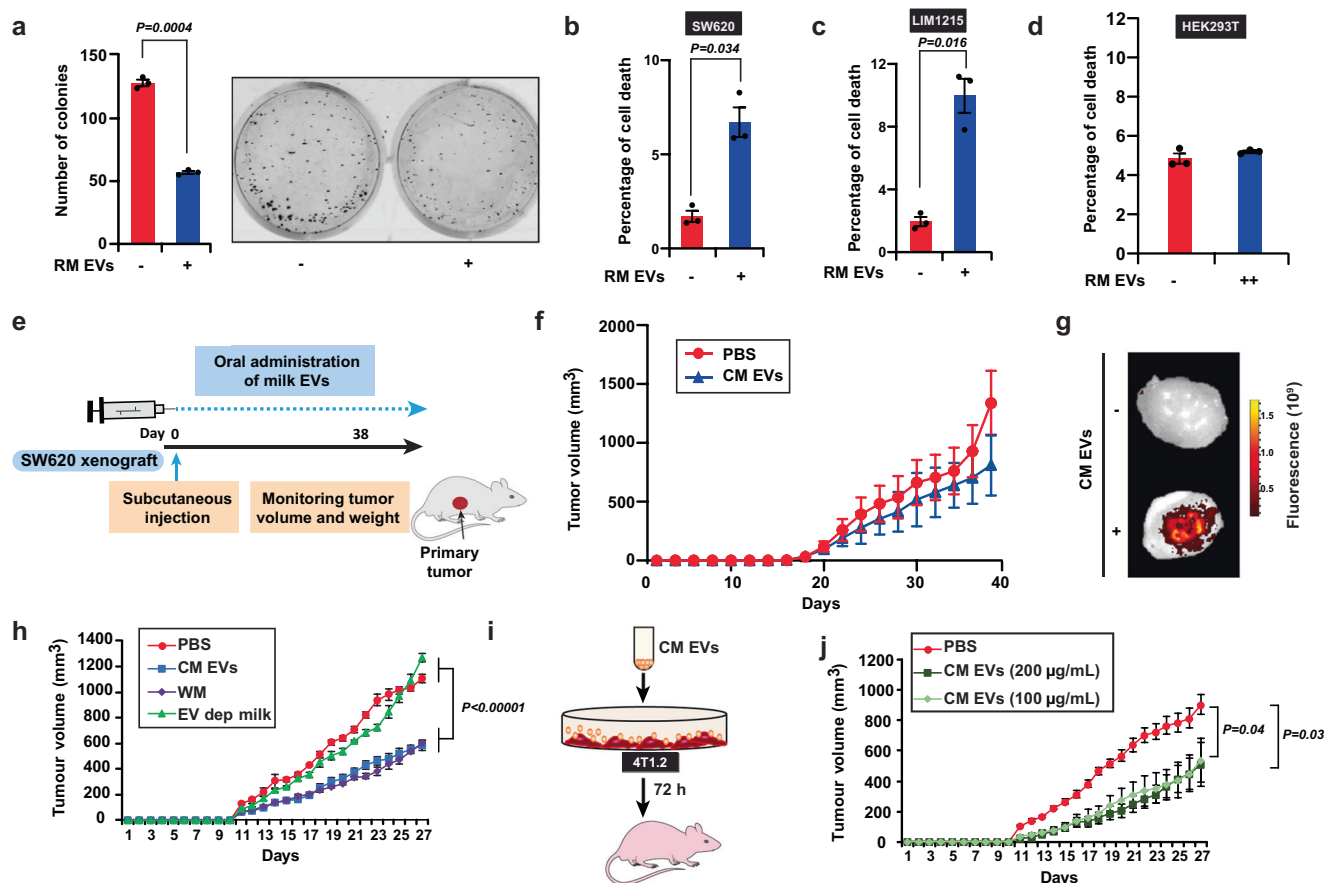 a
P=0.0004
150
100
50
0
Number of colonies
RM EVs
- +
- +
b
SW620
P=0.034
10
5
0
Percentage of cell death
RM EVs
- +
c
LIM1215
P=0.016
12
8
4
0
Percentage of cell death
RM EVs
- +
d
HEK293T
12
10
8
6
4
2
0
Percentage of cell death
RM EVs
- ++
e
Oral administration
of milk EVs
Day 0 38
SW620 xenograft
Subcutaneous
injection
Monitoring tumor
volume and weight
Primary
tumor
f
2000
1500
1000
500
0
Tumor volume (mm3)
PBS
CM EVs
0 10 20 30 40
Days
g
CM EVs
-
+
1.5
1.0
0.5
Fluorescence (10⁹)
h
1400
1200
1000
800
600
400
200
0
Tumour volume (mm3)
PBS
CM EVs
WM
EV dep milk
P<0.00001
1 3 5 7 9 11 13 15 17 19 21 23 25 27
Days
i
CM EVs
4T1.2
72 h
j
1200
1000
800
600
400
200
0
Tumour volume (mm³)
PBS
CM EVs (200 µg/mL)
CM EVs (100 µg/mL)
P=0.04
P=0.03
1 3 5 7 9 11 13 15 17 19 21 23 25 27
Days